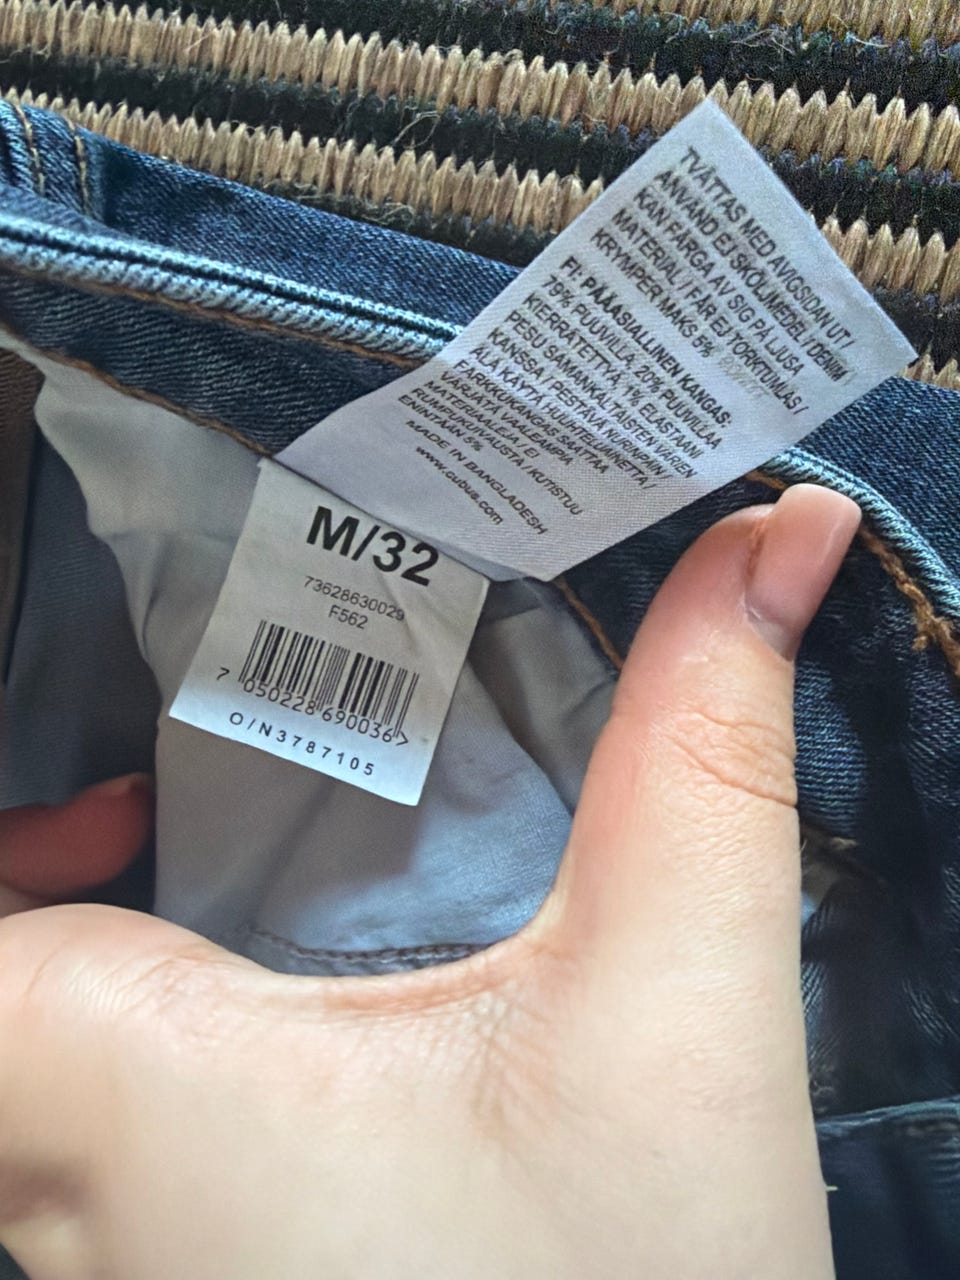 TVÄTTAS MED AVIGSIDAN UT /
ANVÄND EJ SKÖLJMEDEL / DENIM
KAN FÄRGA AV SIG PÅ LJUSA
MATERIAL / FÅR EJ TORKTUMLAS /
KRYMPER MAKS 5%
FI: PÄÄASIALLINEN KANGAS:
79% PUUVILLA, 20% PUUVILLAA
KIERRÄTETTYÄ, 1% ELASTAANI
PESU SAMANKALTAISTEN VÄRIEN
KANSSA / PESTÄVÄ NURINPÄIN /
ÄLÄ KÄYTÄ HUUHTELUAINETTA /
FARKKUKANGAS SAATTAA
VÄRJÄTÄ VAALEMPIA
MATERIAALEJA / EI
RUMPUKUIVAUSTA / KUTISTUU
ENINTÄÄN 5%
MADE IN BANGLADESH
www.cubus.com
M/32
73628630029
F562
7 050228 690036 >
O/N3787105